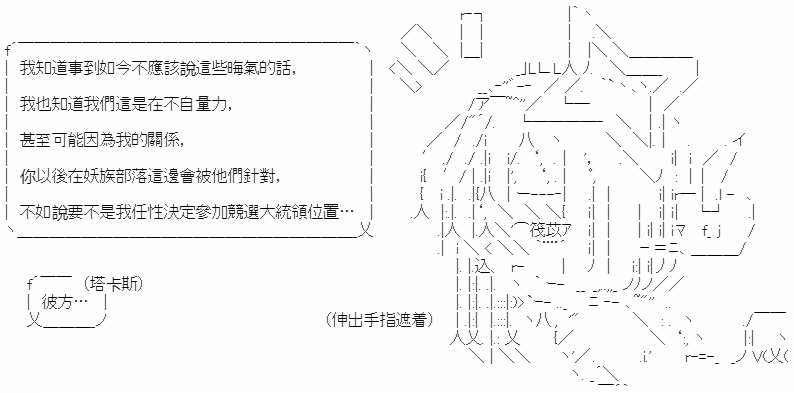 我知道事到如今不應該說這些晦氣的話，
我也知道我們這是在不自量力，
甚至可能因為我的關係，
你以後在妖族部落這邊會被他們針對，
不如說要不是我任性決定參加競選大統領位置…
（塔卡斯）
彼方…
（伸出手指遮着）